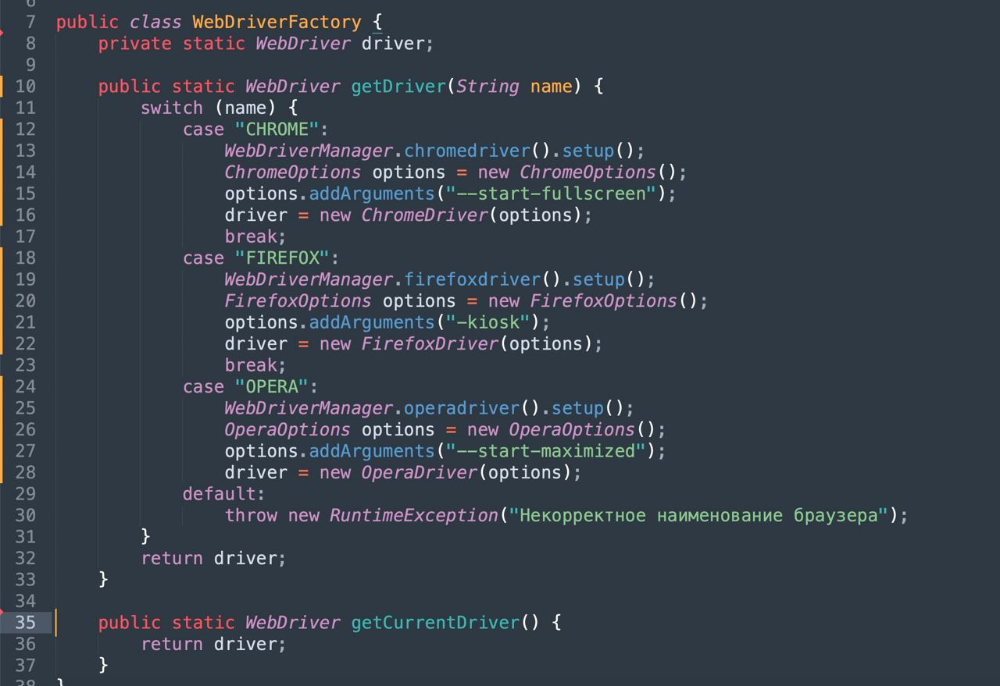 6
7 public class WebDriverFactory {
8     private static WebDriver driver;
9
10     public static WebDriver getDriver(String name) {
11         switch (name) {
12             case "CHROME":
13                 WebDriverManager.chromedriver().setup();
14                 ChromeOptions options = new ChromeOptions();
15                 options.addArguments("--start-fullscreen");
16                 driver = new ChromeDriver(options);
17                 break;
18             case "FIREFOX":
19                 WebDriverManager.firefoxdriver().setup();
20                 FirefoxOptions options = new FirefoxOptions();
21                 options.addArguments("-kiosk");
22                 driver = new FirefoxDriver(options);
23                 break;
24             case "OPERA":
25                 WebDriverManager.operadriver().setup();
26                 OperaOptions options = new OperaOptions();
27                 options.addArguments("--start-maximized");
28                 driver = new OperaDriver(options);
29             default:
30                 throw new RuntimeException("Некорректное наименование браузера");
31         }
32         return driver;
33     }
34
35     public static WebDriver getCurrentDriver() {
36         return driver;
37     }
38 }